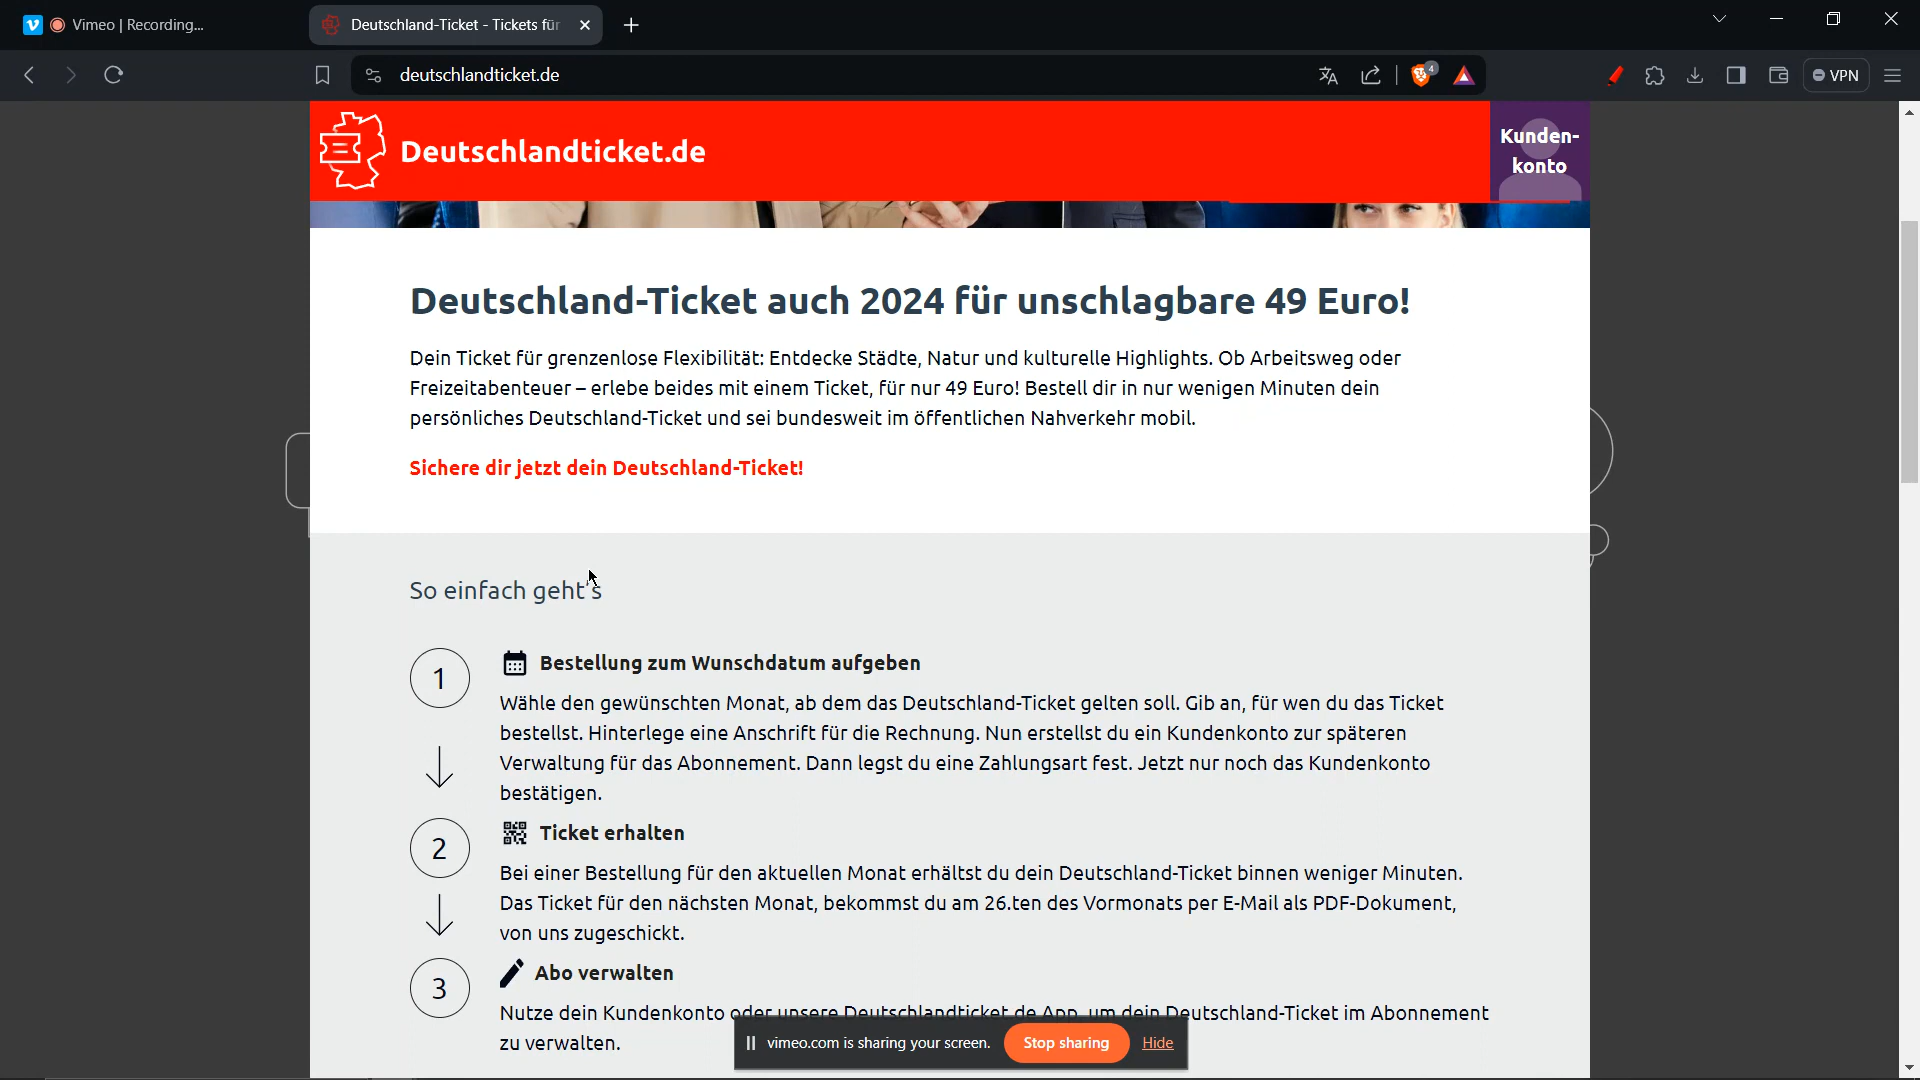 Vimeo | Recording...
Deutschland-Ticket - Tickets für
deutschlandticket.de
4
VPN
Deutschlandticket.de
Kunden-
konto
Deutschland-Ticket auch 2024 für unschlagbare 49 Euro!
Dein Ticket für grenzenlose Flexibilität: Entdecke Städte, Natur und kulturelle Highlights. Ob Arbeitsweg oder
Freizeitabenteuer – erlebe beides mit einem Ticket, für nur 49 Euro! Bestell dir in nur wenigen Minuten dein
persönliches Deutschland-Ticket und sei bundesweit im öffentlichen Nahverkehr mobil.
Sichere dir jetzt dein Deutschland-Ticket!
So einfach geht's
1
Bestellung zum Wunschdatum aufgeben
Wähle den gewünschten Monat, ab dem das Deutschland-Ticket gelten soll. Gib an, für wen du das Ticket
bestellst. Hinterlege eine Anschrift für die Rechnung. Nun erstellst du ein Kundenkonto zur späteren
Verwaltung für das Abonnement. Dann legst du eine Zahlungsart fest. Jetzt nur noch das Kundenkonto
bestätigen.
2
Ticket erhalten
Bei einer Bestellung für den aktuellen Monat erhältst du dein Deutschland-Ticket binnen weniger Minuten.
Das Ticket für den nächsten Monat, bekommst du am 26.ten des Vormonats per E-Mail als PDF-Dokument,
von uns zugeschickt.
3
Abo verwalten
Nutze dein Kundenkonto oder unsere Deutschlandticket.de App, um dein Deutschland-Ticket im Abonnement
zu verwalten.
vimeo.com is sharing your screen.
Stop sharing
Hide